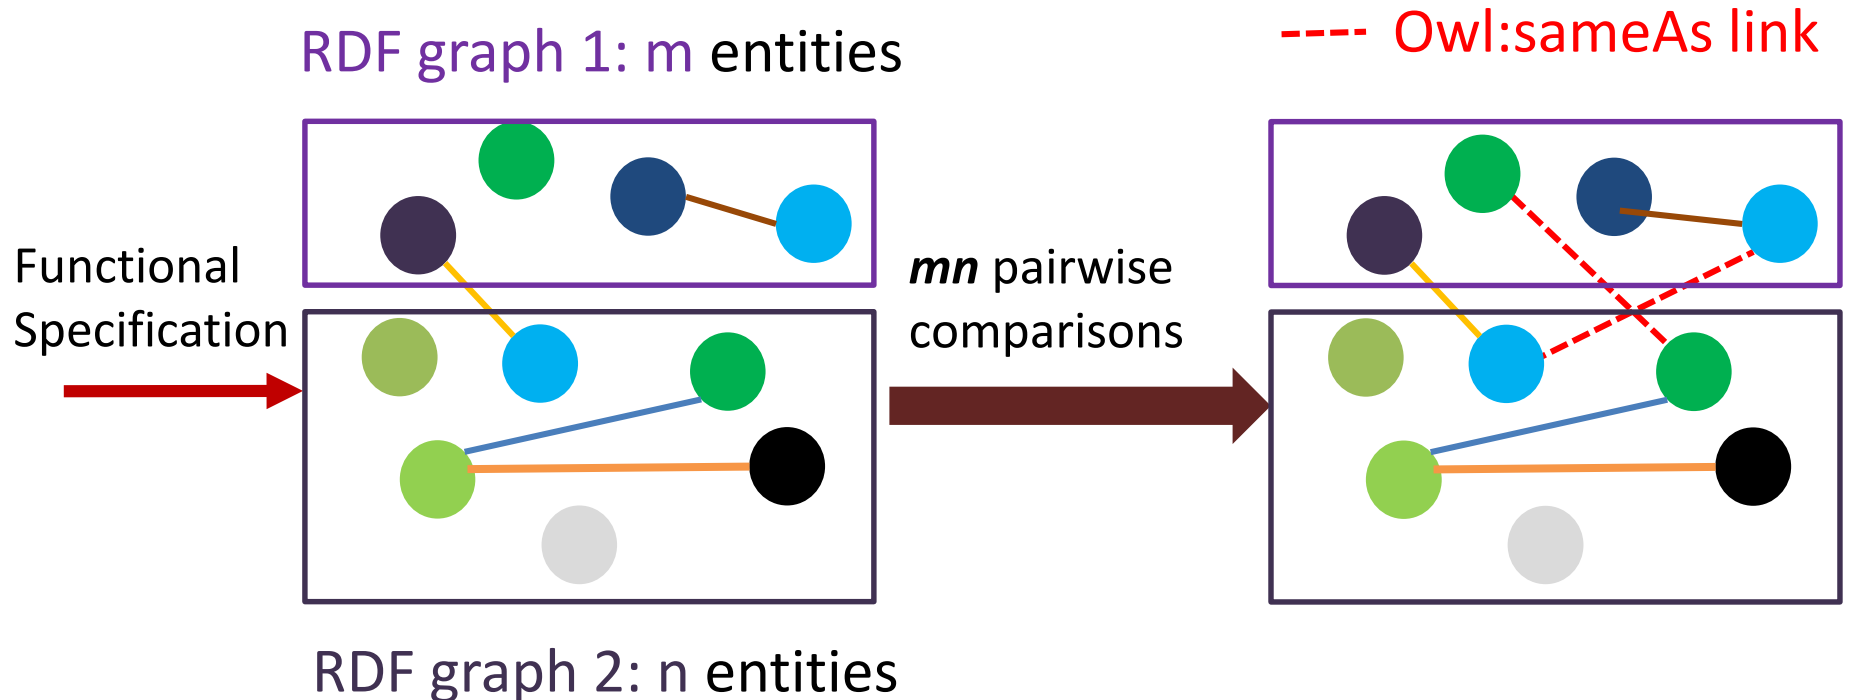 RDF graph 1: m entities
Owl:sameAs link
Functional
Specification
mn pairwise
comparisons
RDF graph 2: n entities